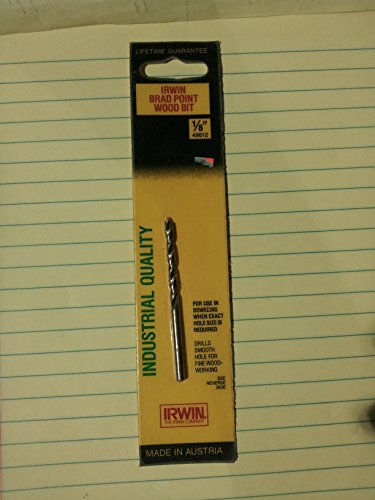 LIFETIME GUARANTEE
IRWIN
BRAD POINT
WOOD BIT
1/8"
49612
INDUSTRIAL QUALITY
FOR USE IN
DOWELING
WHEN EXACT
HOLE SIZE IS
REQUIRED
DRILLS
SMOOTH
HOLE FOR
FINE WOOD-
WORKING
SEE
REVERSE
SIDE
IRWIN
THE IRWIN COMPANY
MADE IN AUSTRIA